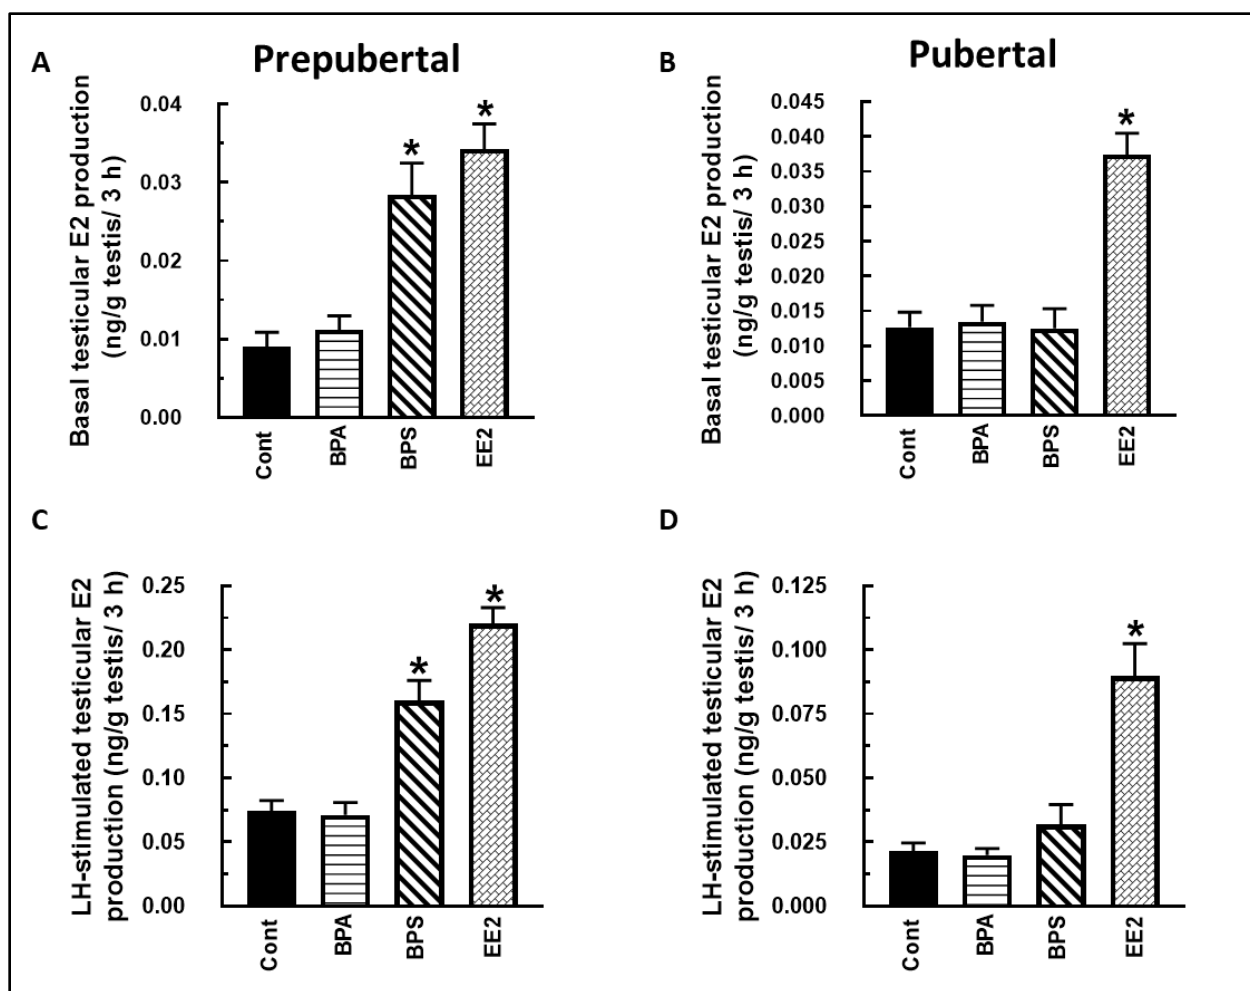 A
Prepubertal
Basal testicular E2 production
(ng/g testis/ 3 h)
0.04
0.03
0.02
0.01
0.00
*
*
Cont
BPA
BPS
EE2
B
Pubertal
Basal testicular E2 production
(ng/g testis/ 3 h)
0.045
0.040
0.035
0.030
0.025
0.020
0.015
0.010
0.005
0.000
*
Cont
BPA
BPS
EE2
C
LH-stimulated testicular E2
production (ng/g testis/ 3 h)
0.25
0.20
0.15
0.10
0.05
0.00
*
*
Cont
BPA
BPS
EE2
D
LH-stimulated testicular E2
production (ng/g testis/ 3 h)
0.125
0.100
0.075
0.050
0.025
0.000
*
Cont
BPA
BPS
EE2